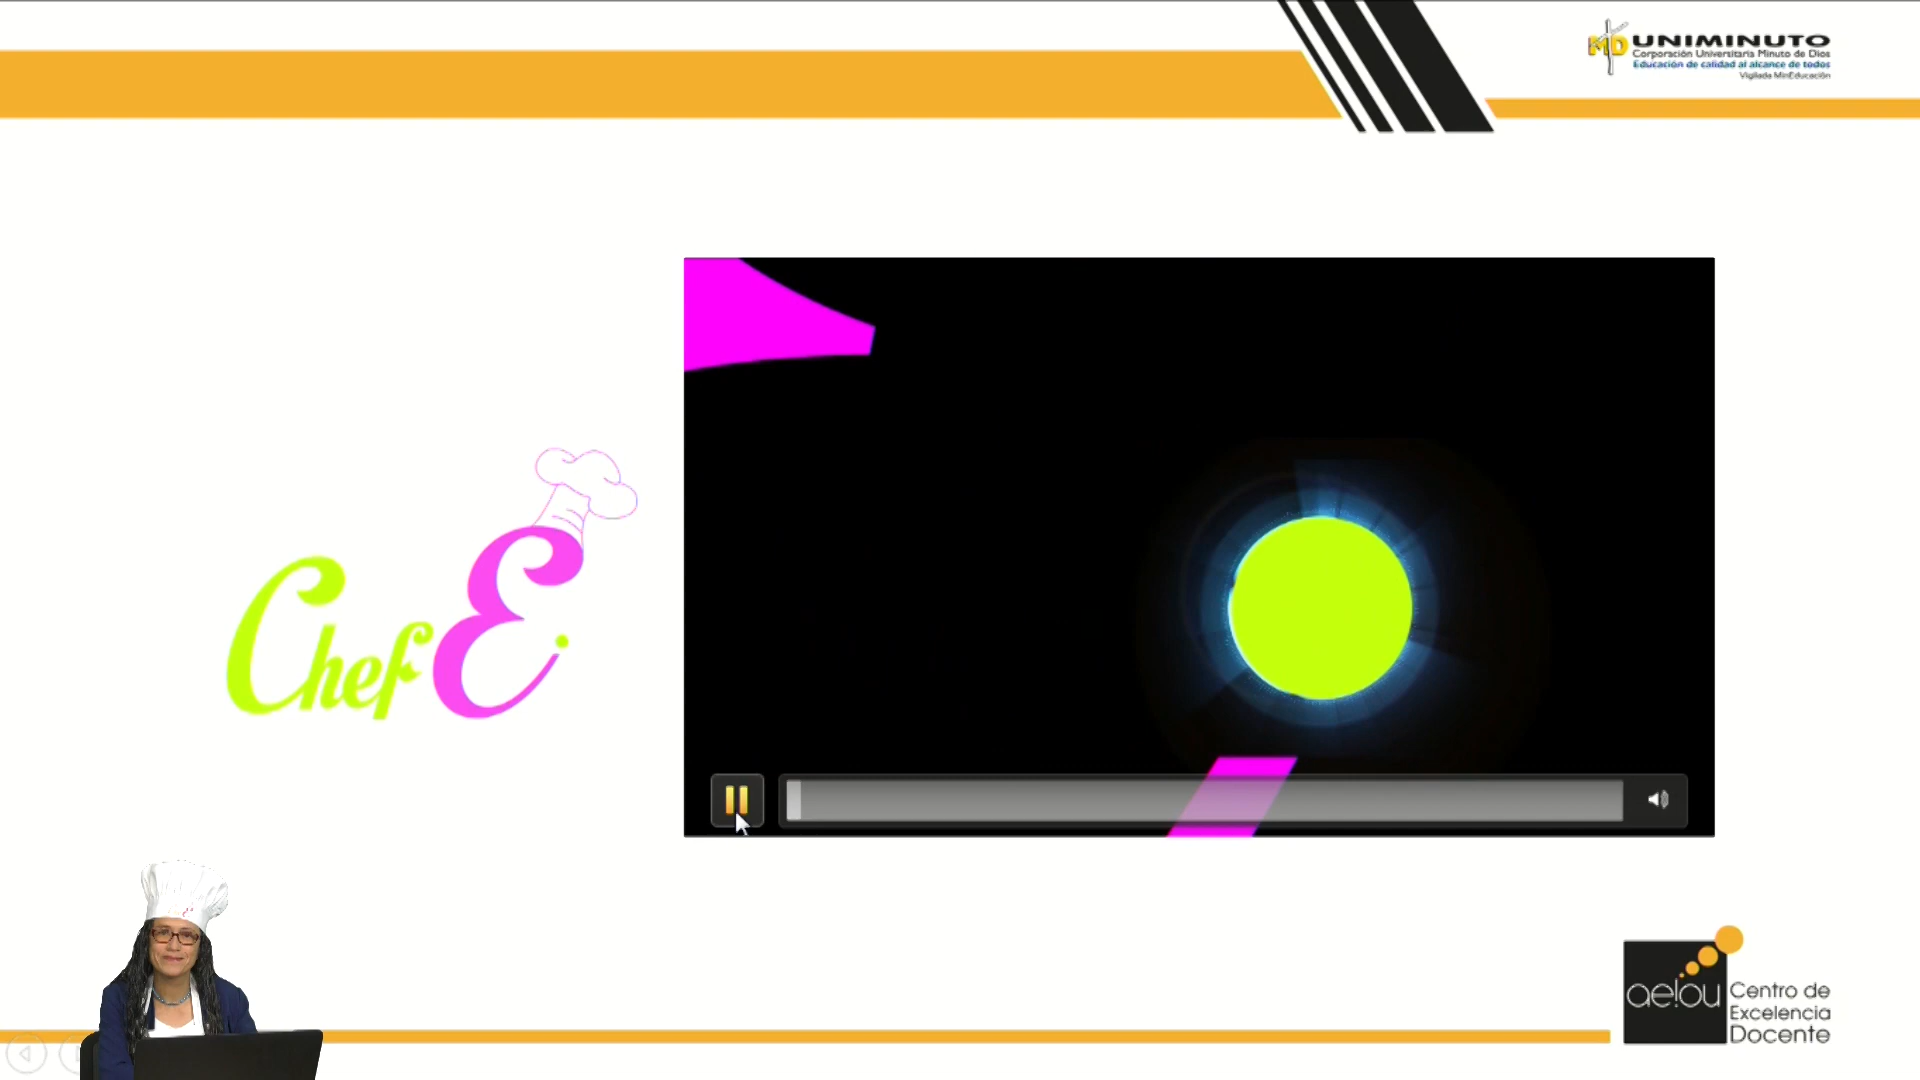 MD UNIMINUTO
Corporación Universitaria Minuto de Dios
Educación de calidad al alcance de todos
Vigilada MinEducación
Chef E
aeiou
Centro de
Excelencia
Docente